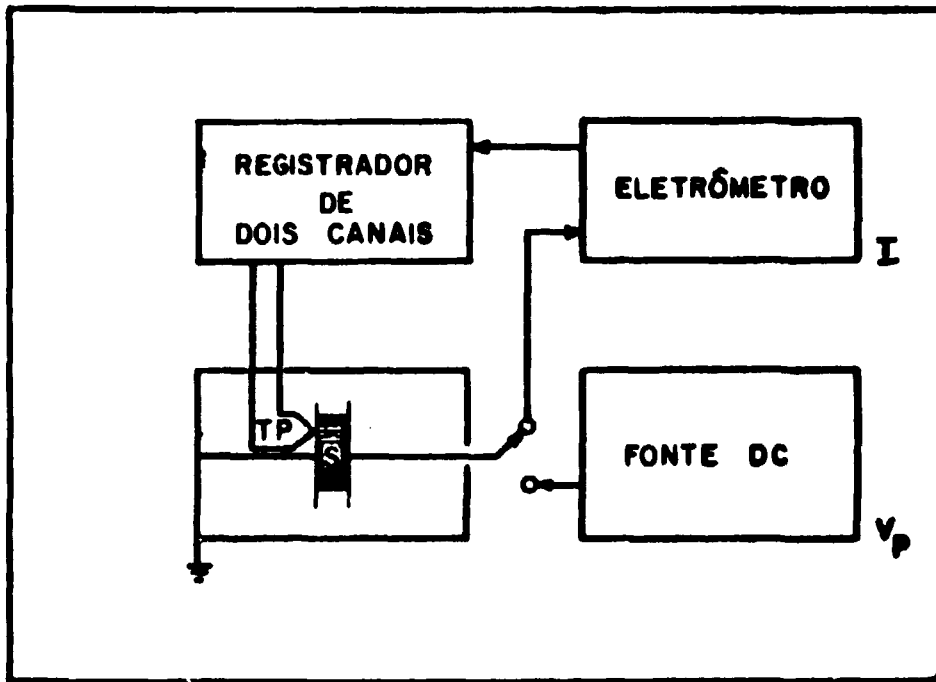 REGISTRADOR
DE
DOIS CANAIS
ELETRÔMETRO
I
TP
S
FONTE DC
Vp